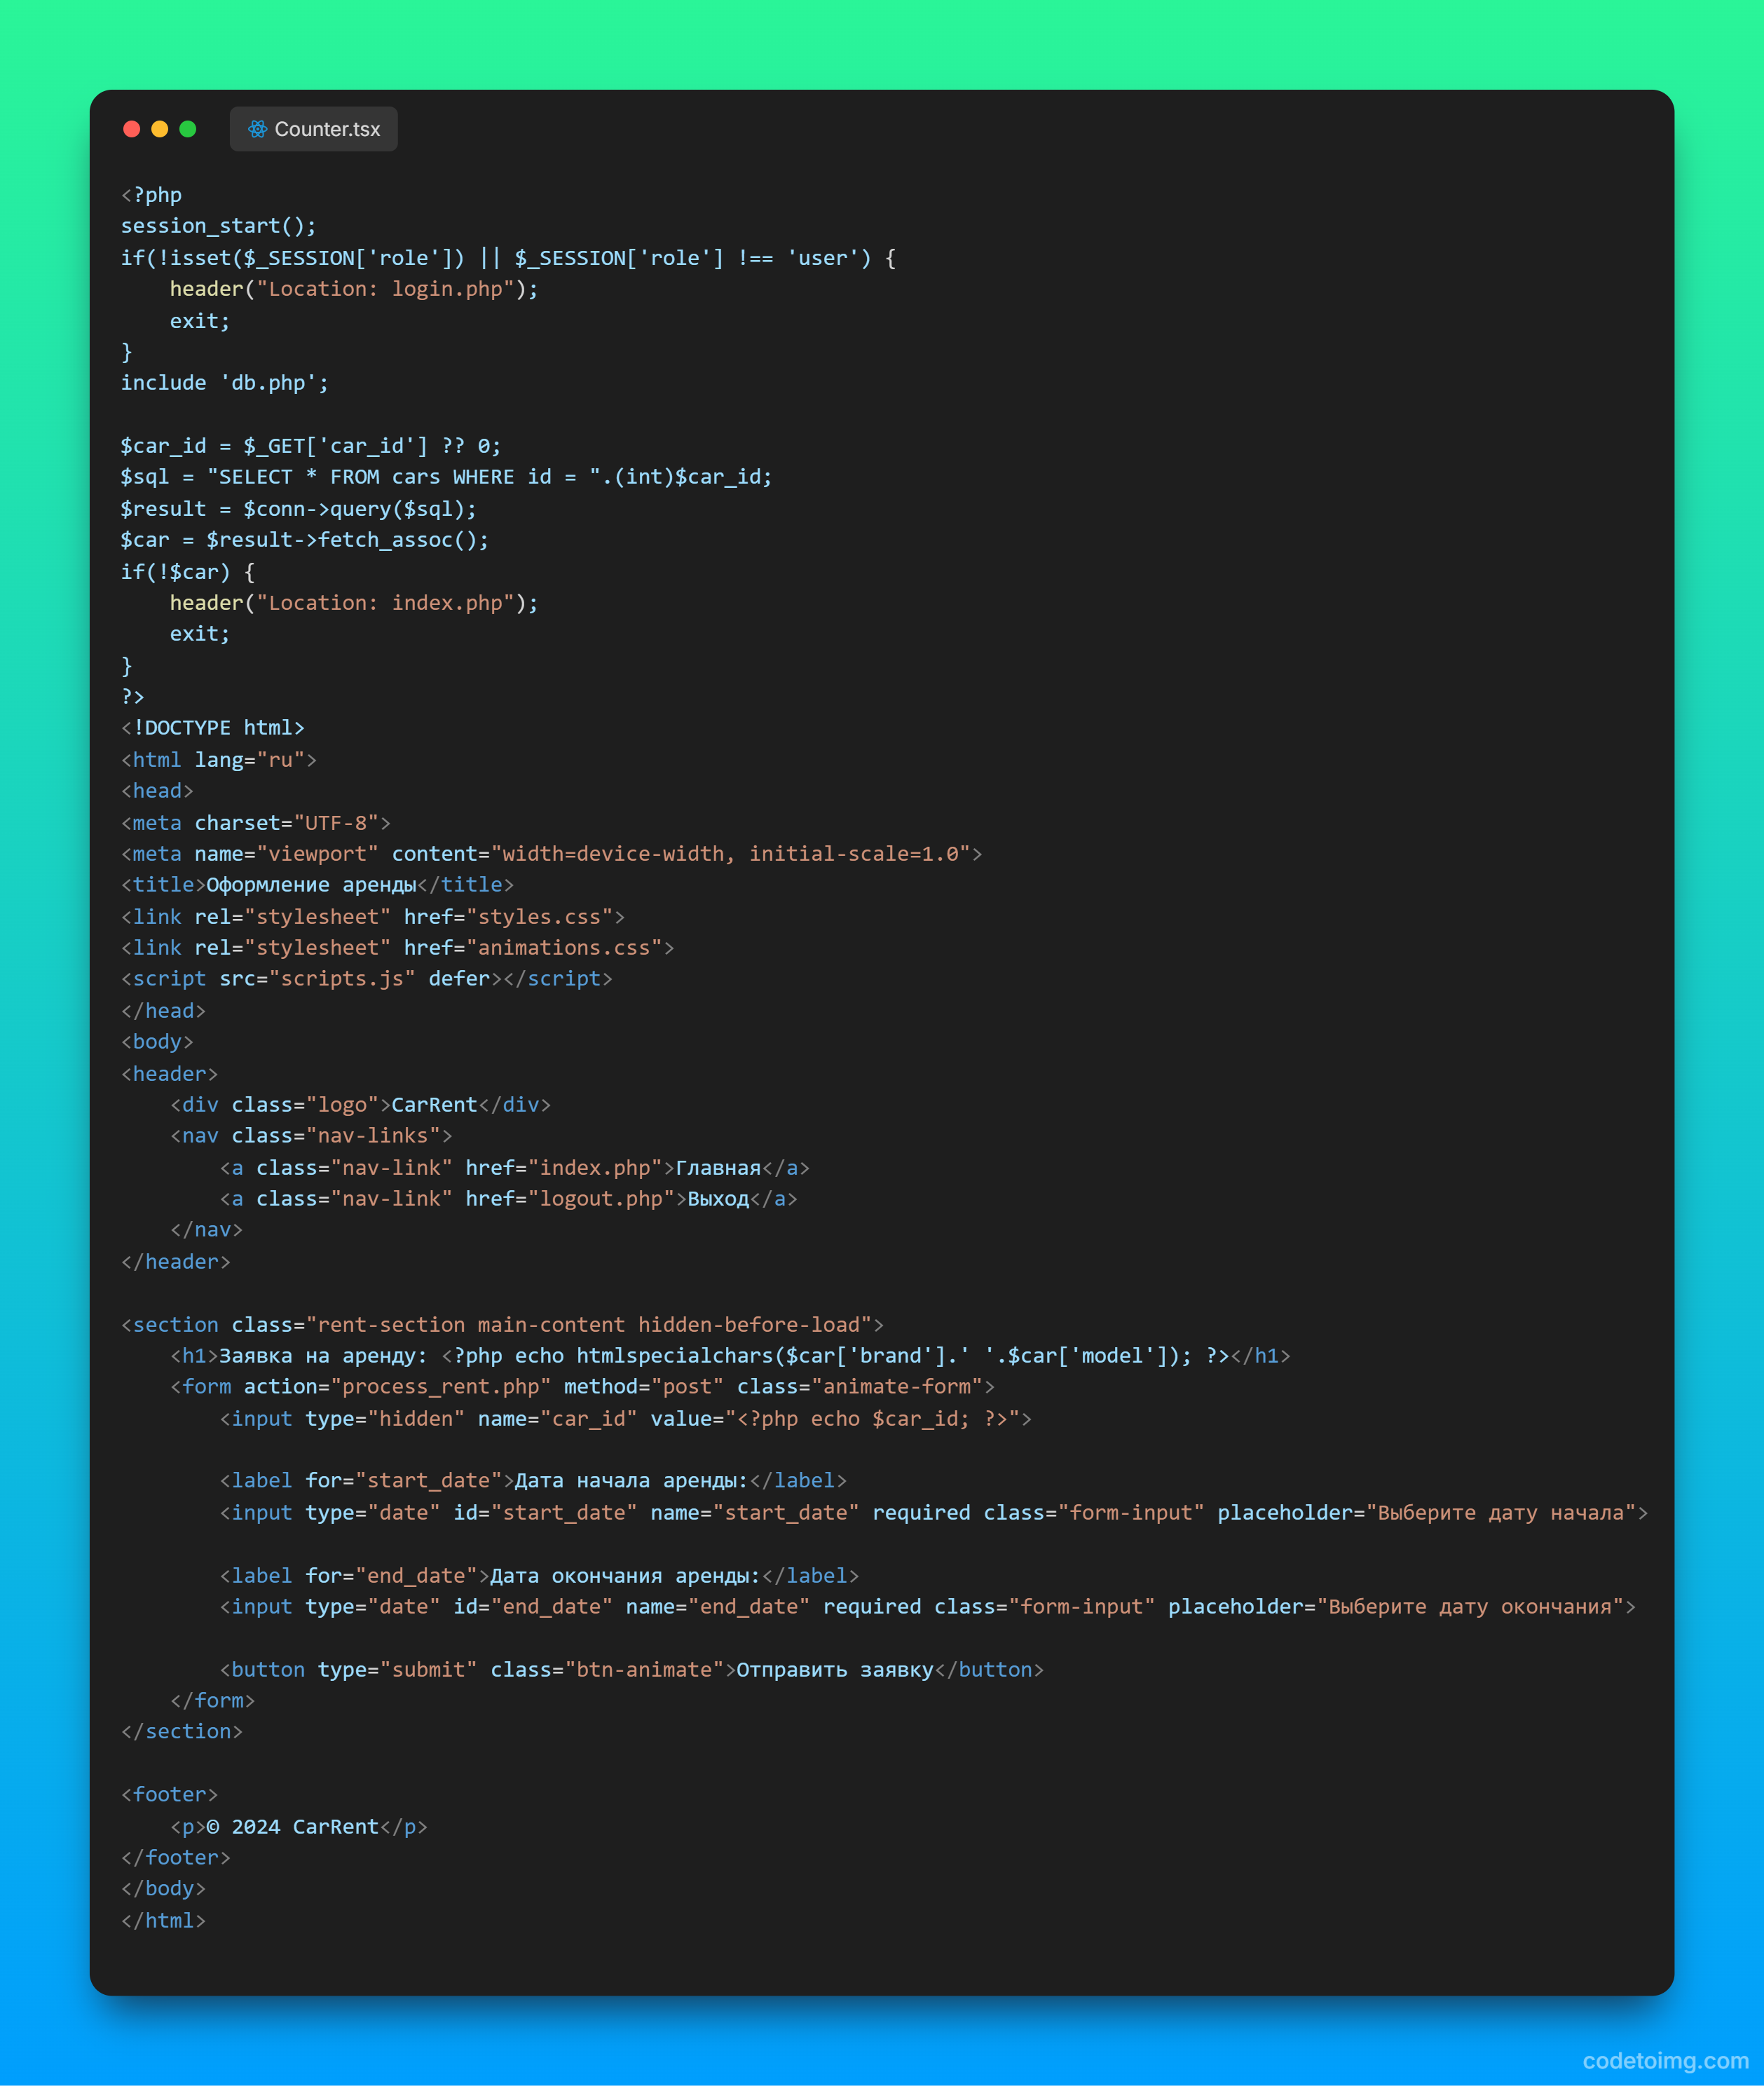 Counter.tsx
<?php
session_start();
if(!isset($_SESSION['role']) || $_SESSION['role'] !== 'user') {
    header("Location: login.php");
    exit;
}
include 'db.php';

$car_id = $_GET['car_id'] ?? 0;
$sql = "SELECT * FROM cars WHERE id = ".(int)$car_id;
$result = $conn->query($sql);
$car = $result->fetch_assoc();
if(!$car) {
    header("Location: index.php");
    exit;
}
?>
<!DOCTYPE html>
<html lang="ru">
<head>
<meta charset="UTF-8">
<meta name="viewport" content="width=device-width, initial-scale=1.0">
<title>Оформление аренды</title>
<link rel="stylesheet" href="styles.css">
<link rel="stylesheet" href="animations.css">
<script src="scripts.js" defer></script>
</head>
<body>
<header>
    <div class="logo">CarRent</div>
    <nav class="nav-links">
        <a class="nav-link" href="index.php">Главная</a>
        <a class="nav-link" href="logout.php">Выход</a>
    </nav>
</header>

<section class="rent-section main-content hidden-before-load">
    <h1>Заявка на аренду: <?php echo htmlspecialchars($car['brand'].' '.$car['model']); ?></h1>
    <form action="process_rent.php" method="post" class="animate-form">
        <input type="hidden" name="car_id" value="<?php echo $car_id; ?>">

        <label for="start_date">Дата начала аренды:</label>
        <input type="date" id="start_date" name="start_date" required class="form-input" placeholder="Выберите дату начала">

        <label for="end_date">Дата окончания аренды:</label>
        <input type="date" id="end_date" name="end_date" required class="form-input" placeholder="Выберите дату окончания">

        <button type="submit" class="btn-animate">Отправить заявку</button>
    </form>
</section>

<footer>
    <p>© 2024 CarRent</p>
</footer>
</body>
</html>
codetoimg.com